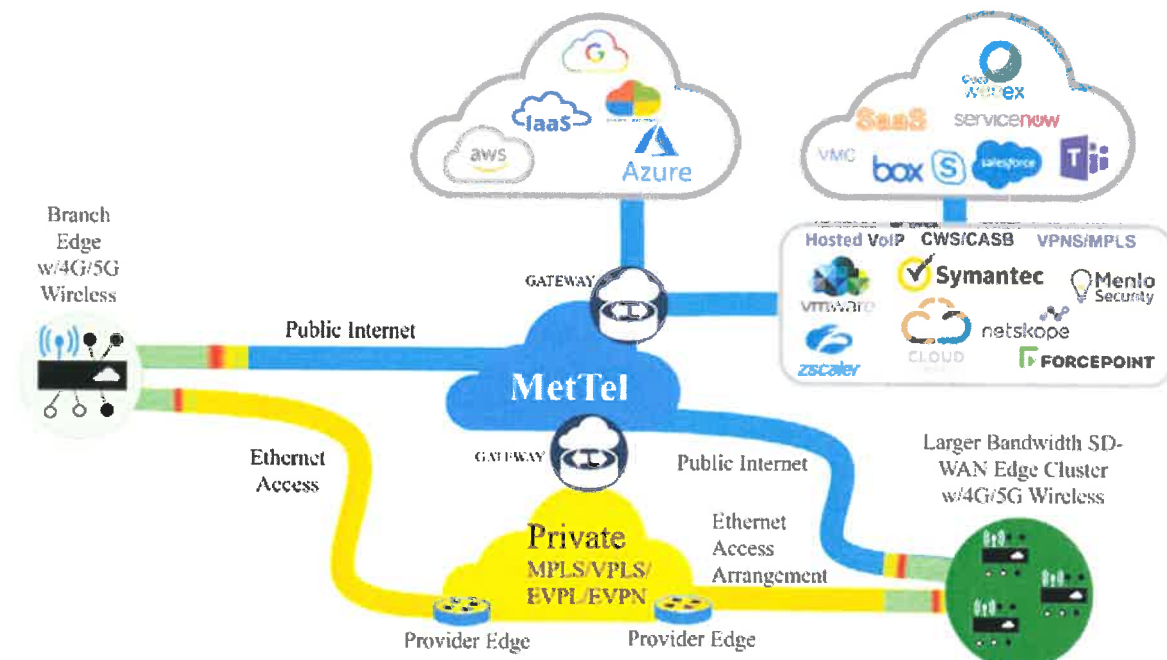 G
IaaS
aws
Azure
webex
SaaS
servicenow
VMC
box
S
salesforce
T
Branch
Edge
w/4G/5G
Wireless
Hosted VoIP
CWS/CASB
VPNS/MPLS
GATEWAY
Symantec
Menlo
Security
vmware
Public Internet
netskope
CLOUD
zscaler
FORCEPOINT
MetTel
GATEWAY
Ethernet
Access
Public Internet
Larger Bandwidth SD-
WAN Edge Cluster
w/4G/5G Wireless
Private
MPLS/VPLS/
EVPL/EVPN
Ethernet
Access
Arrangement
Provider Edge
Provider Edge